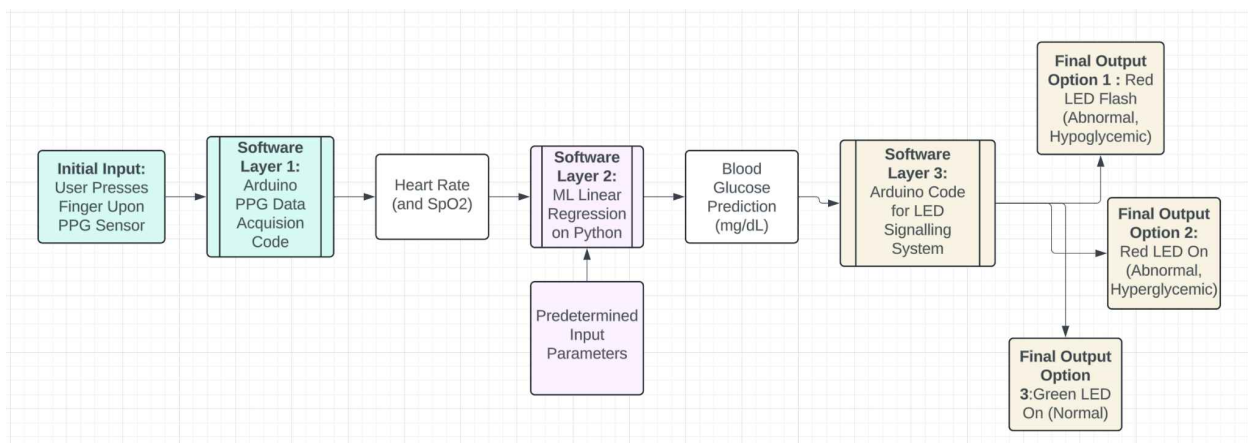 Initial Input:
User Presses
Finger Upon
PPG Sensor
Software
Layer 1:
Arduino
PPG Data
Acquision
Code
Heart Rate
(and SpO2)
Software
Layer 2:
ML Linear
Regression
on Python
Predetermined
Input
Parameters
Blood
Glucose
Prediction
(mg/dL)
Software
Layer 3:
Arduino Code
for LED
Signalling
System
Final Output
Option 1 : Red
LED Flash
(Abnormal,
Hypoglycemic)
Final Output
Option 2:
Red LED On
(Abnormal,
Hyperglycemic)
Final Output
Option
3:Green LED
On (Normal)